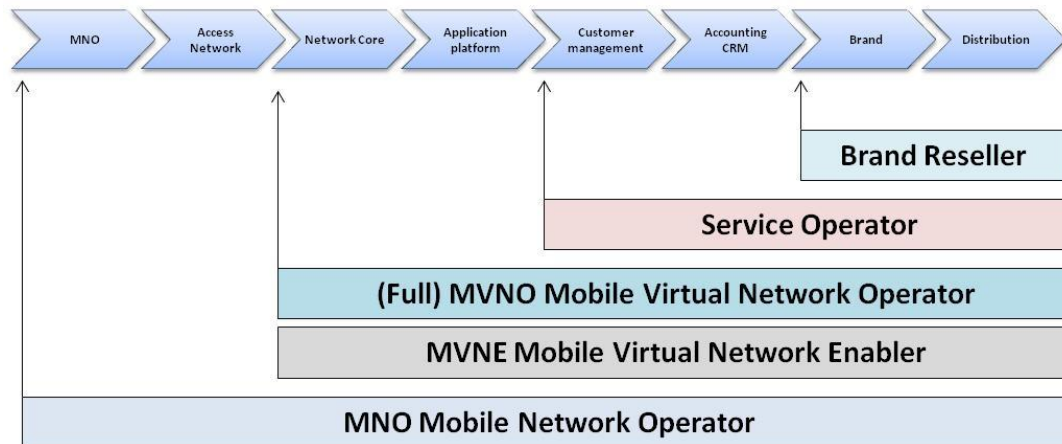 MNO
Access
Network
Network Core
Application
platform
Customer
management
Accounting
CRM
Brand
Distribution
Brand Reseller
Service Operator
(Full) MVNO Mobile Virtual Network Operator
MVNE Mobile Virtual Network Enabler
MNO Mobile Network Operator